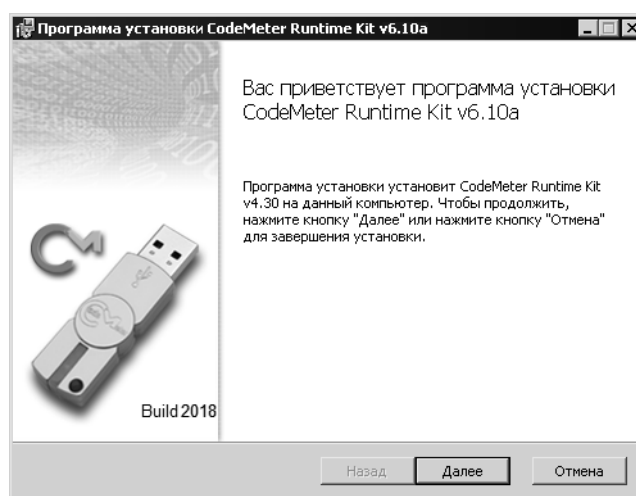 Программа установки CodeMeter Runtime Kit v6.10a
Вас приветствует программа установки
CodeMeter Runtime Kit v6.10a
Программа установки установит CodeMeter Runtime Kit
v4.30 на данный компьютер. Чтобы продолжить,
нажмите кнопку "Далее" или нажмите кнопку "Отмена"
для завершения установки.
Build 2018
Назад
Далее
Отмена